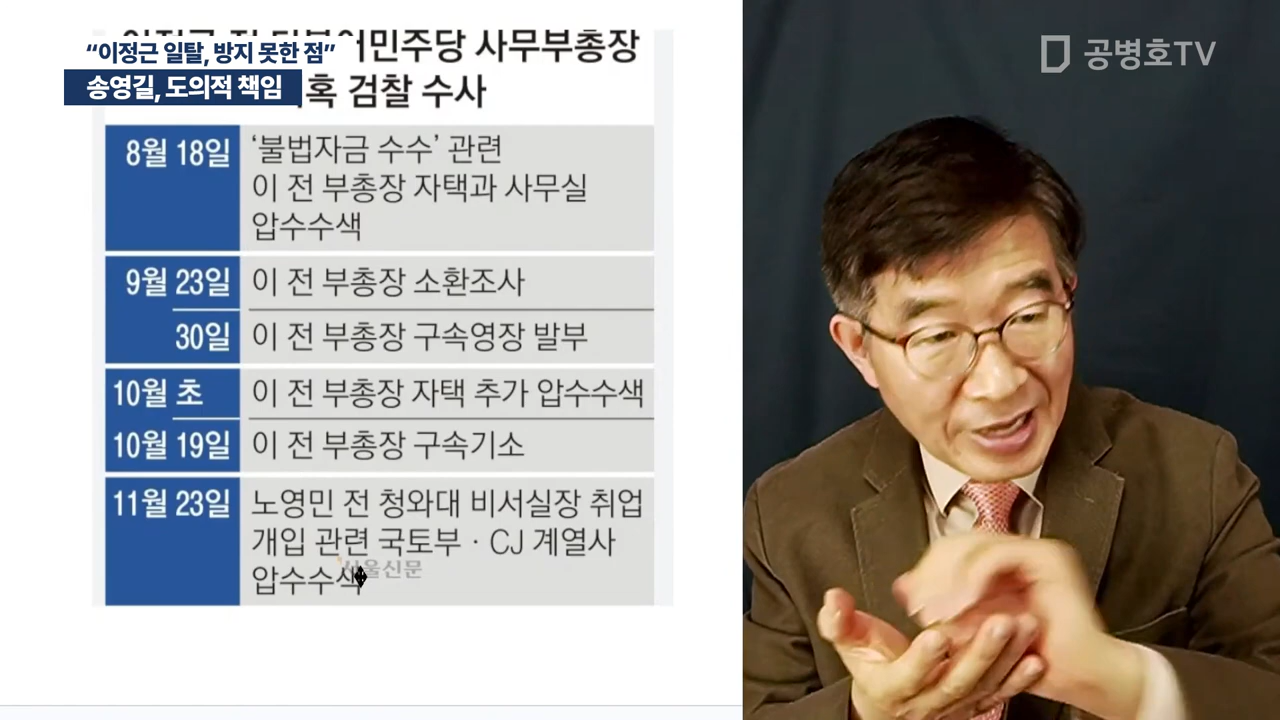 “이정근 일탈, 방지 못한 점”
송영길, 도의적 책임
공병호TV
민주당 사무부총장
혹 검찰 수사
8월 18일
‘불법자금 수수’ 관련
이 전 부총장 자택과 사무실
압수수색
9월 23일 이 전 부총장 소환조사
30일 이 전 부총장 구속영장 발부
10월 초 이 전 부총장 자택 추가 압수수색
10월 19일 이 전 부총장 구속기소
11월 23일
노영민 전 청와대 비서실장 취업
개입 관련 국토부 · CJ 계열사
압수수색
서울신문